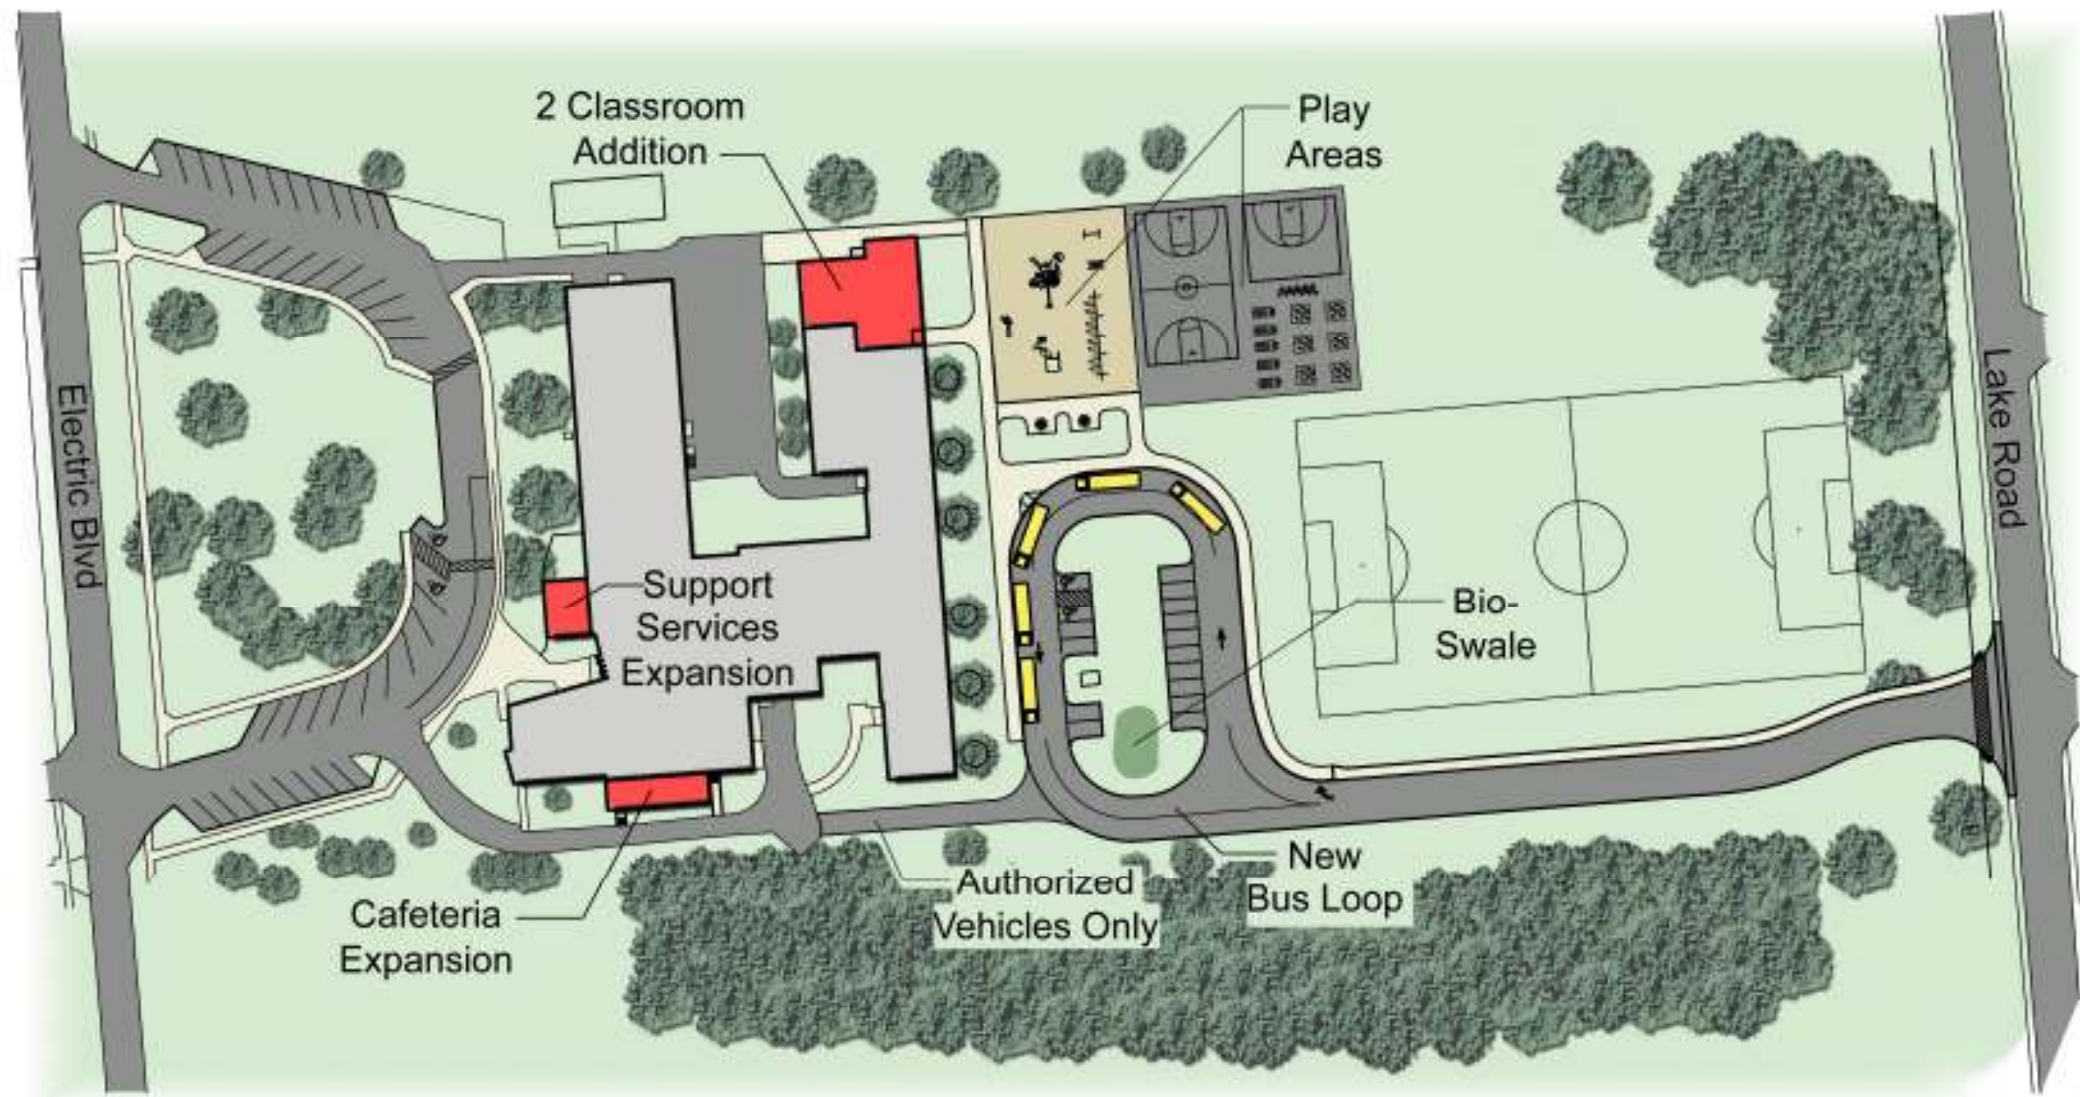 2 Classroom
Addition
Play
Areas
Electric Blvd
Lake Road
Support
Services
Expansion
Bio-
Swale
New
Bus Loop
Authorized
Vehicles Only
Cafeteria
Expansion